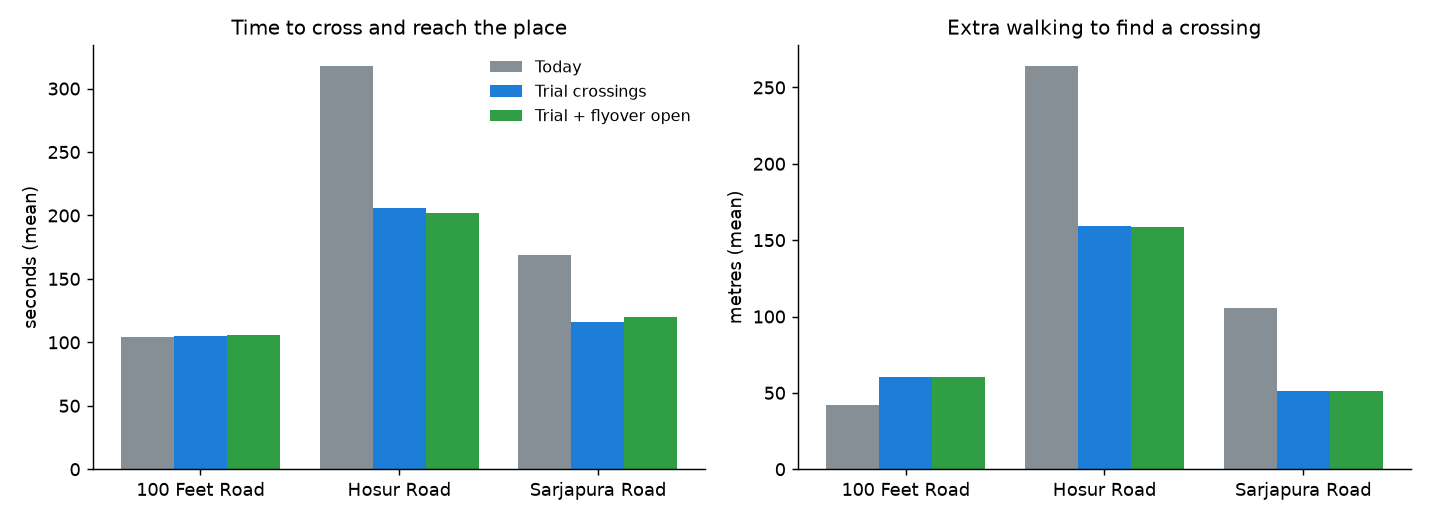 Time to cross and reach the place
seconds (mean)
300
250
200
150
100
50
0
Today
Trial crossings
Trial + flyover open
100 Feet Road
Hosur Road
Sarjapura Road
Extra walking to find a crossing
metres (mean)
250
200
150
100
50
0
100 Feet Road
Hosur Road
Sarjapura Road